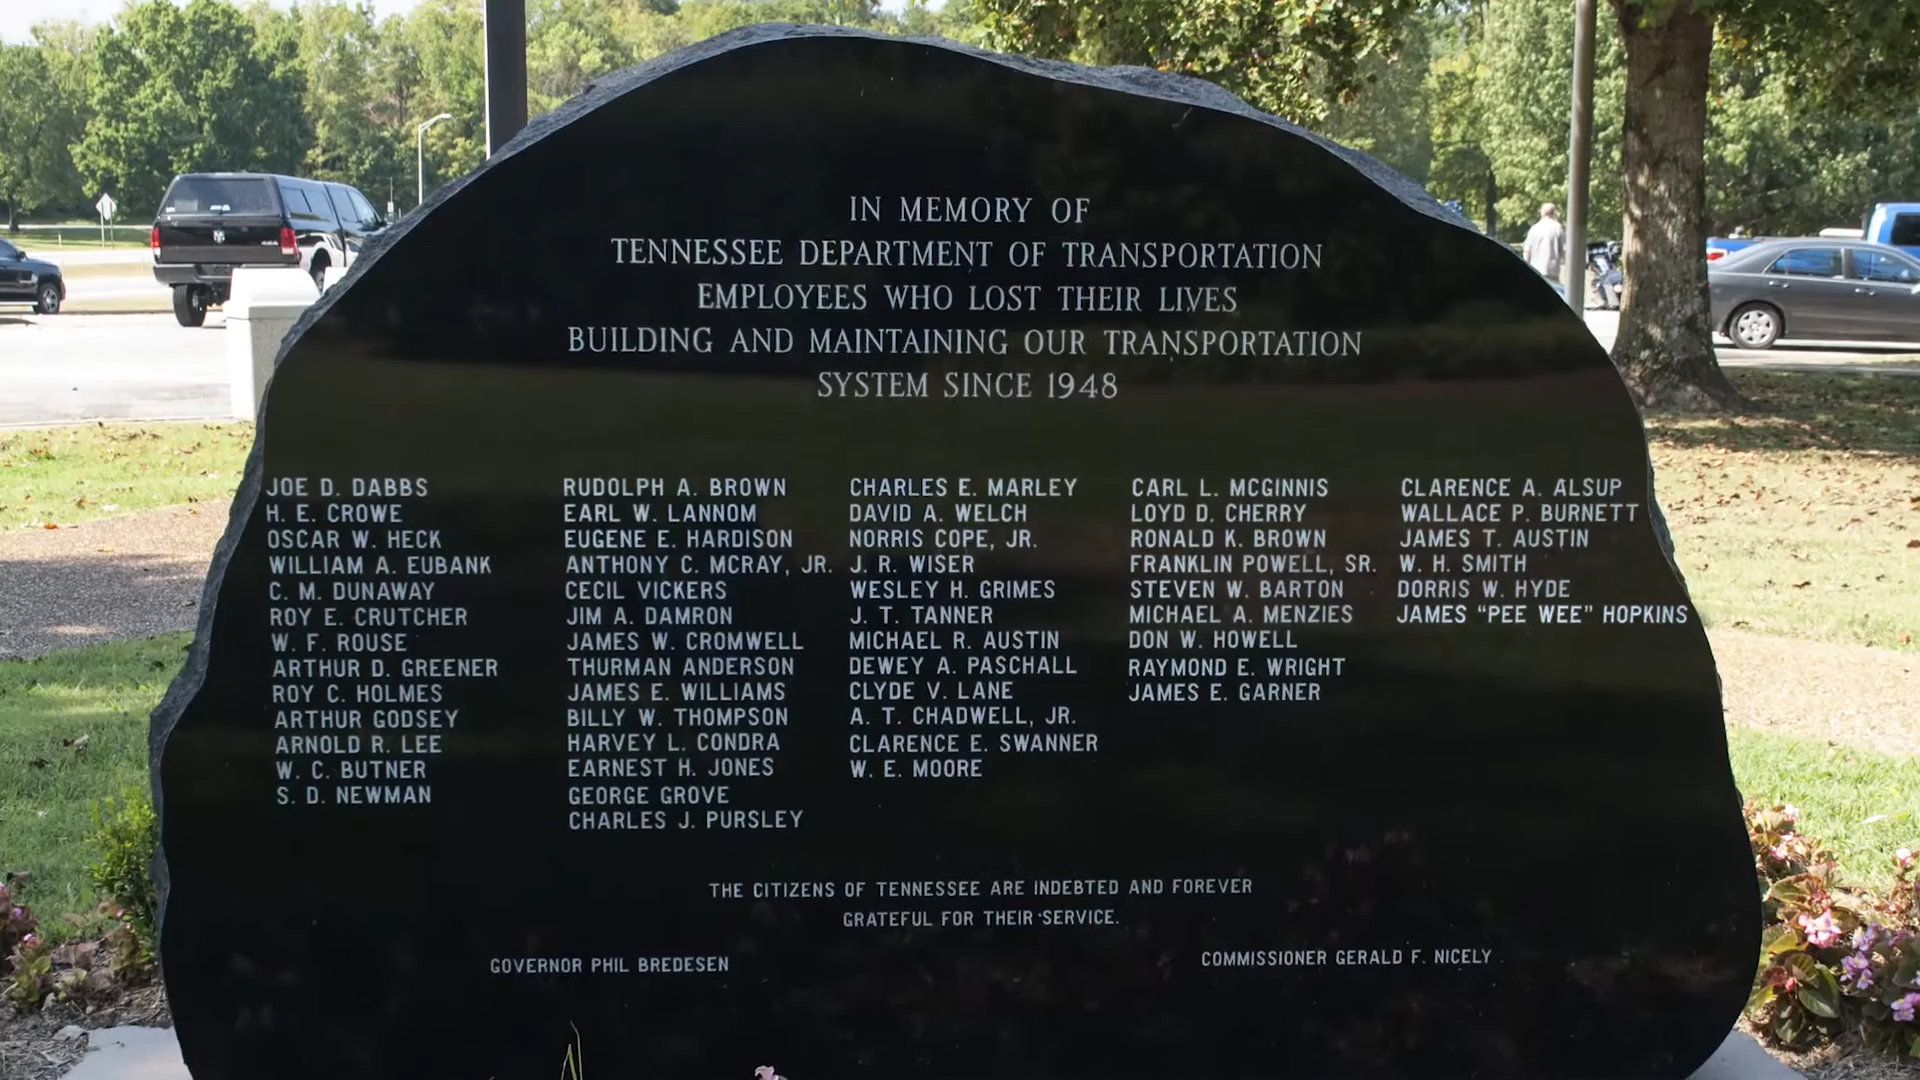 IN MEMORY OF
TENNESSEE DEPARTMENT OF TRANSPORTATION
EMPLOYEES WHO LOST THEIR LIVES
BUILDING AND MAINTAINING OUR TRANSPORTATION
SYSTEM SINCE 1948
JOE D. DABBS
H. E. CROWE
OSCAR W. HECK
WILLIAM A. EUBANK
C. M. DUNAWAY
ROY E. CRUTCHER
W. F. ROUSE
ARTHUR D. GREENER
ROY C. HOLMES
ARTHUR GODSEY
ARNOLD R. LEE
W. C. BUTNER
S. D. NEWMAN
RUDOLPH A. BROWN
EARL W. LANNOM
EUGENE E. HARDISON
ANTHONY C. MCRAY, JR.
CECIL VICKERS
JIM A. DAMRON
JAMES W. CROMWELL
THURMAN ANDERSON
JAMES E. WILLIAMS
BILLY W. THOMPSON
HARVEY L. CONDRA
EARNEST H. JONES
GEORGE GROVE
CHARLES J. PURSLEY
CHARLES E. MARLEY
DAVID A. WELCH
NORRIS COPE, JR.
J. R. WISER
WESLEY H. GRIMES
J. T. TANNER
MICHAEL R. AUSTIN
DEWEY A. PASCHALL
CLYDE V. LANE
A. T. CHADWELL, JR.
CLARENCE E. SWANNER
W. E. MOORE
CARL L. MCGINNIS
LOYD D. CHERRY
RONALD K. BROWN
FRANKLIN POWELL, SR.
STEVEN W. BARTON
MICHAEL A. MENZIES
DON W. HOWELL
RAYMOND E. WRIGHT
JAMES E. GARNER
CLARENCE A. ALSUP
WALLACE P. BURNETT
JAMES T. AUSTIN
W. H. SMITH
DORRIS W. HYDE
JAMES “PEE WEE” HOPKINS
THE CITIZENS OF TENNESSEE ARE INDEBTED AND FOREVER
GRATEFUL FOR THEIR SERVICE.
GOVERNOR PHIL BREDESEN
COMMISSIONER GERALD F. NICELY